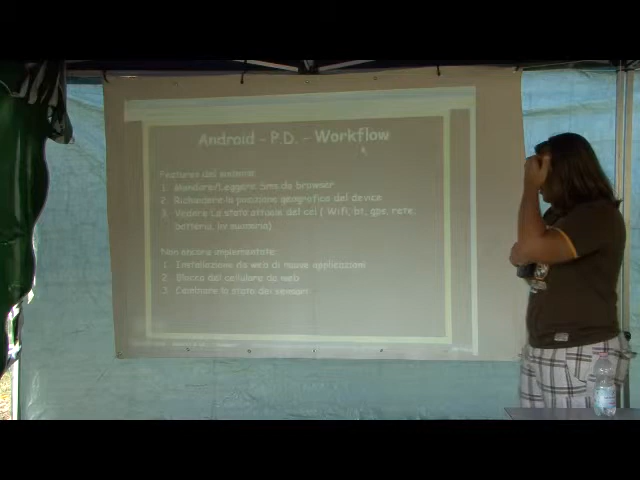 Android - P.D. - Workflow
Features del sistema:
1. Mandare/Leggere Sms da browser
2. Richiedere la posizione geografica del device
3. Vedere Lo stato attuale del cel ( Wifi, bt, gps, rete,
batteria, lev memoria)
Non ancora implementate:
1. Installazione da web di nuove applicazioni
2. Blocco del cellulare da web
3. Cambiare lo stato dei sensori